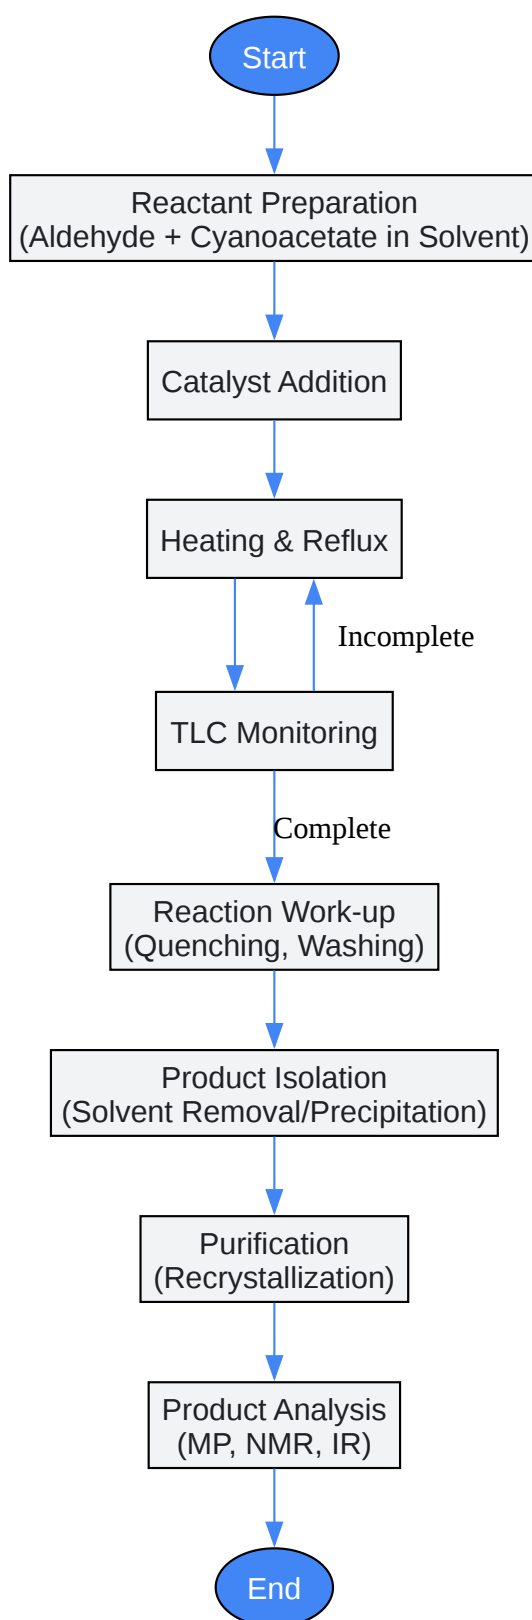 Start
Reactant Preparation
(Aldehyde + Cyanoacetate in Solvent)
Catalyst Addition
Heating & Reflux
Incomplete
TLC Monitoring
Complete
Reaction Work-up
(Quenching, Washing)
Product Isolation
(Solvent Removal/Precipitation)
Purification
(Recrystallization)
Product Analysis
(MP, NMR, IR)
End